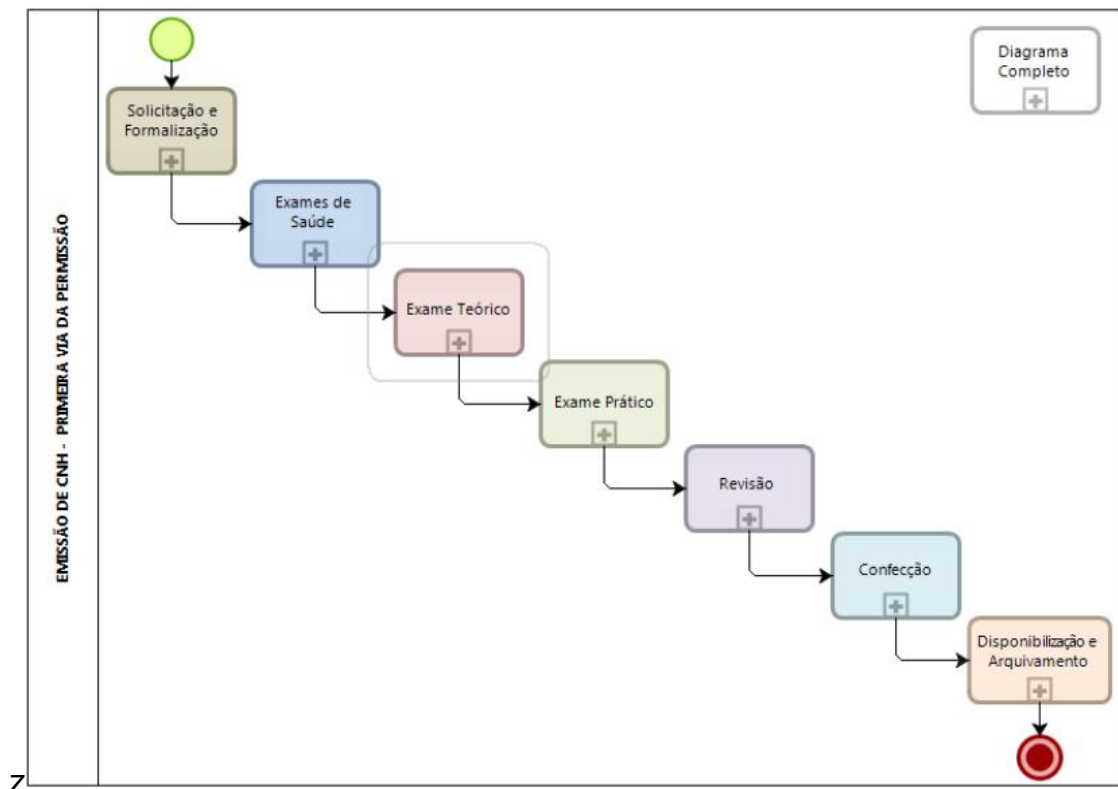 EMISSÃO DE CNH - PRIMEIRA VIA DA PERMISSÃO
Diagrama
Completo
Solicitação e
Formalização
Exames de
Saúde
Exame Teórico
Exame Prático
Revisão
Confecção
Disponibilização e
Arquivamento
7